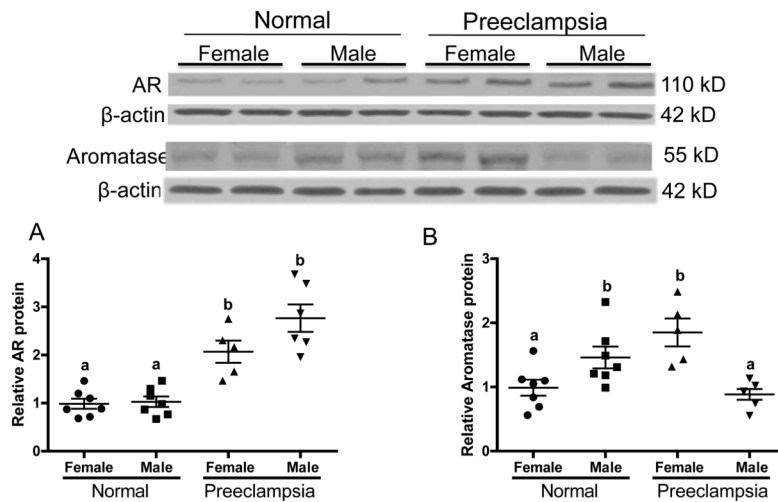 Normal Preeclampsia
Female Male Female Male
AR 110 kD
β-actin 42 kD
Aromatase 55 kD
β-actin 42 kD
A
Relative AR protein
4
3
2
1
0
a a b b
Female Male Female Male
Normal Preeclampsia
B
Relative Aromatase protein
3
2
1
0
a b b a
Female Male Female Male
Normal Preeclampsia